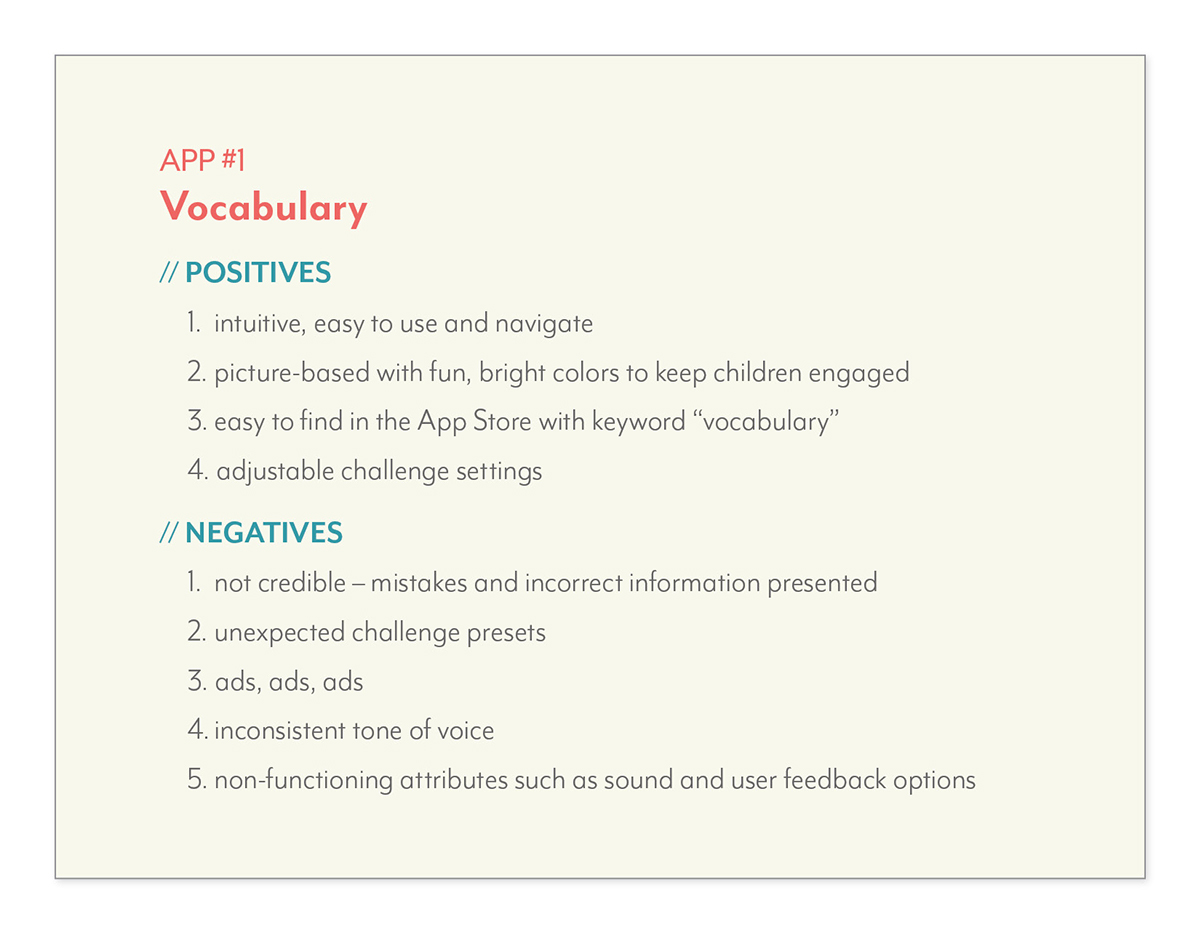 APP #1
Vocabulary
// POSITIVES
1. intuitive, easy to use and navigate
2. picture-based with fun, bright colors to keep children engaged
3. easy to find in the App Store with keyword “vocabulary”
4. adjustable challenge settings
// NEGATIVES
1. not credible – mistakes and incorrect information presented
2. unexpected challenge presets
3. ads, ads, ads
4. inconsistent tone of voice
5. non-functioning attributes such as sound and user feedback options